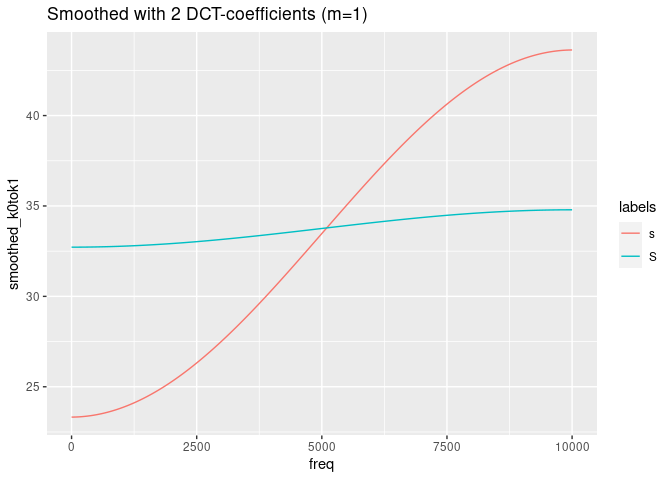 Smoothed with 2 DCT-coefficients (m=1)
40
35
30
25
smoothed_k0tok1
0 2500 5000 7500 10000
freq
labels
s
S